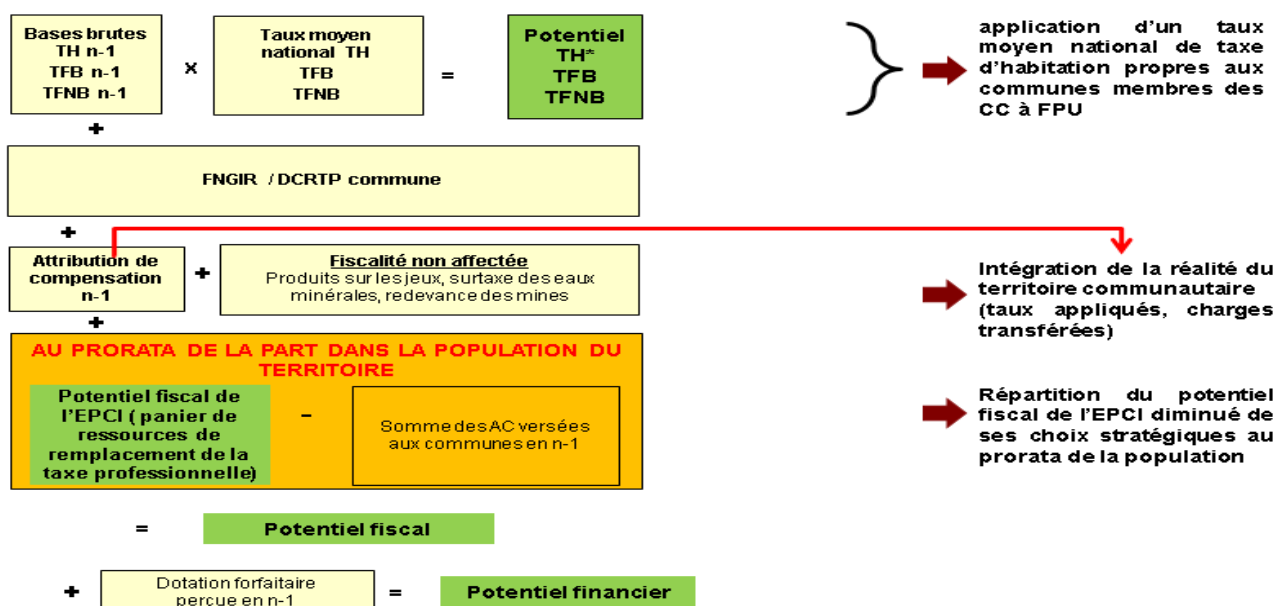 Bases brutes
TH n-1
TFB n-1
TFNB n-1
x
Taux moyen
national TH
TFB
TFNB
=
Potentiel
TH*
TFB
TFNB
application d'un taux
moyen national de taxe
d'habitation propres aux
communes membres des
CC à FPU
+
FNGIR / DCRTP commune
+
Attribution de
compensation
n-1
+
Fiscalité non affectée
Produits sur les jeux, surtaxe des eaux
minérales, redevance des mines
Intégration de la réalité du
territoire communautaire
(taux appliqués, charges
transférées)
+
AU PRORATA DE LA PART DANS LA POPULATION DU
TERRITOIRE
Potentiel fiscal de
l'EPCI ( panier de
ressources de
remplacement de la
taxe professionnelle)
-
Somme des AC versées
aux communes en n-1
Répartition du potentiel
fiscal de l'EPCI diminué de
ses choix stratégiques au
prorata de la population
=
Potentiel fiscal
+
Dotation forfaitaire
perçue en n-1
=
Potentiel financier